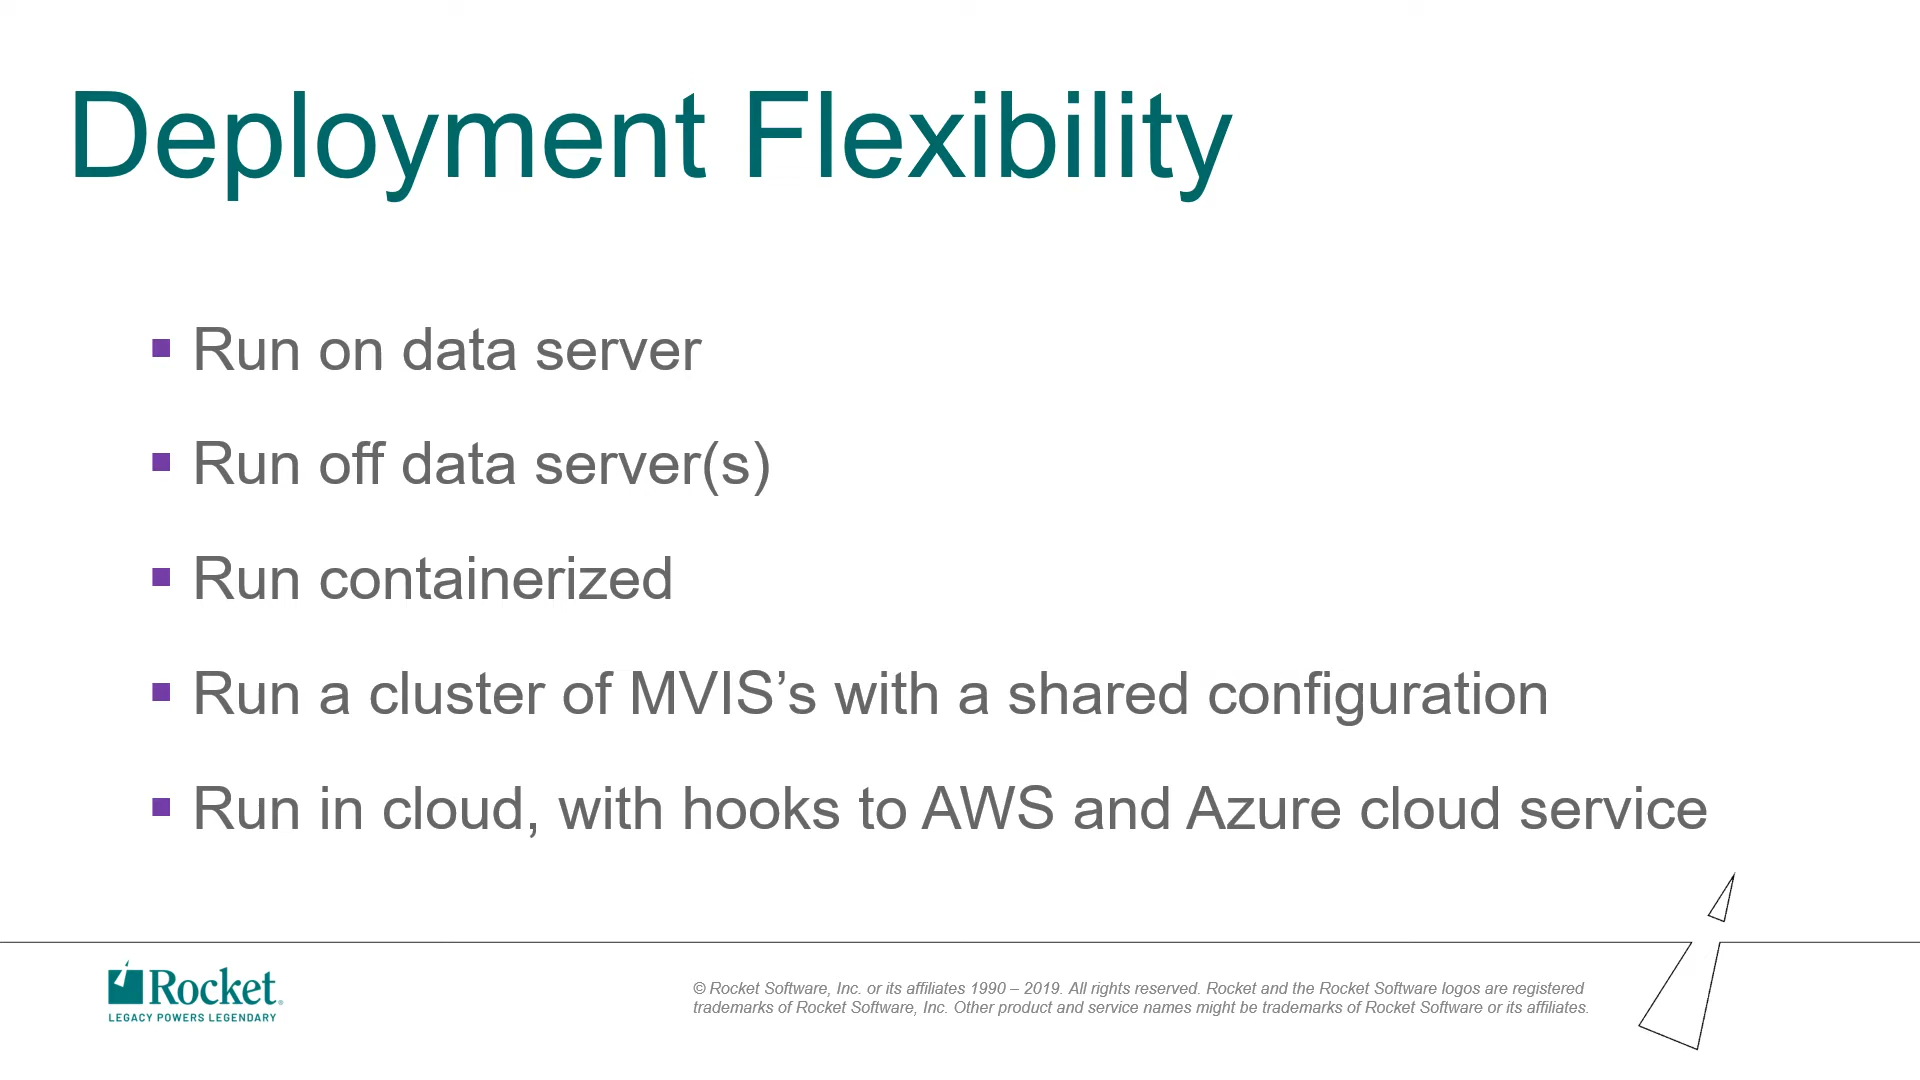 Deployment Flexibility
Run on data server
Run off data server(s)
Run containerized
Run a cluster of MVIS’s with a shared configuration
Run in cloud, with hooks to AWS and Azure cloud service
Rocket.
LEGACY POWERS LEGENDARY
© Rocket Software, Inc. or its affiliates 1990 – 2019. All rights reserved. Rocket and the Rocket Software logos are registered
trademarks of Rocket Software, Inc. Other product and service names might be trademarks of Rocket Software or its affiliates.